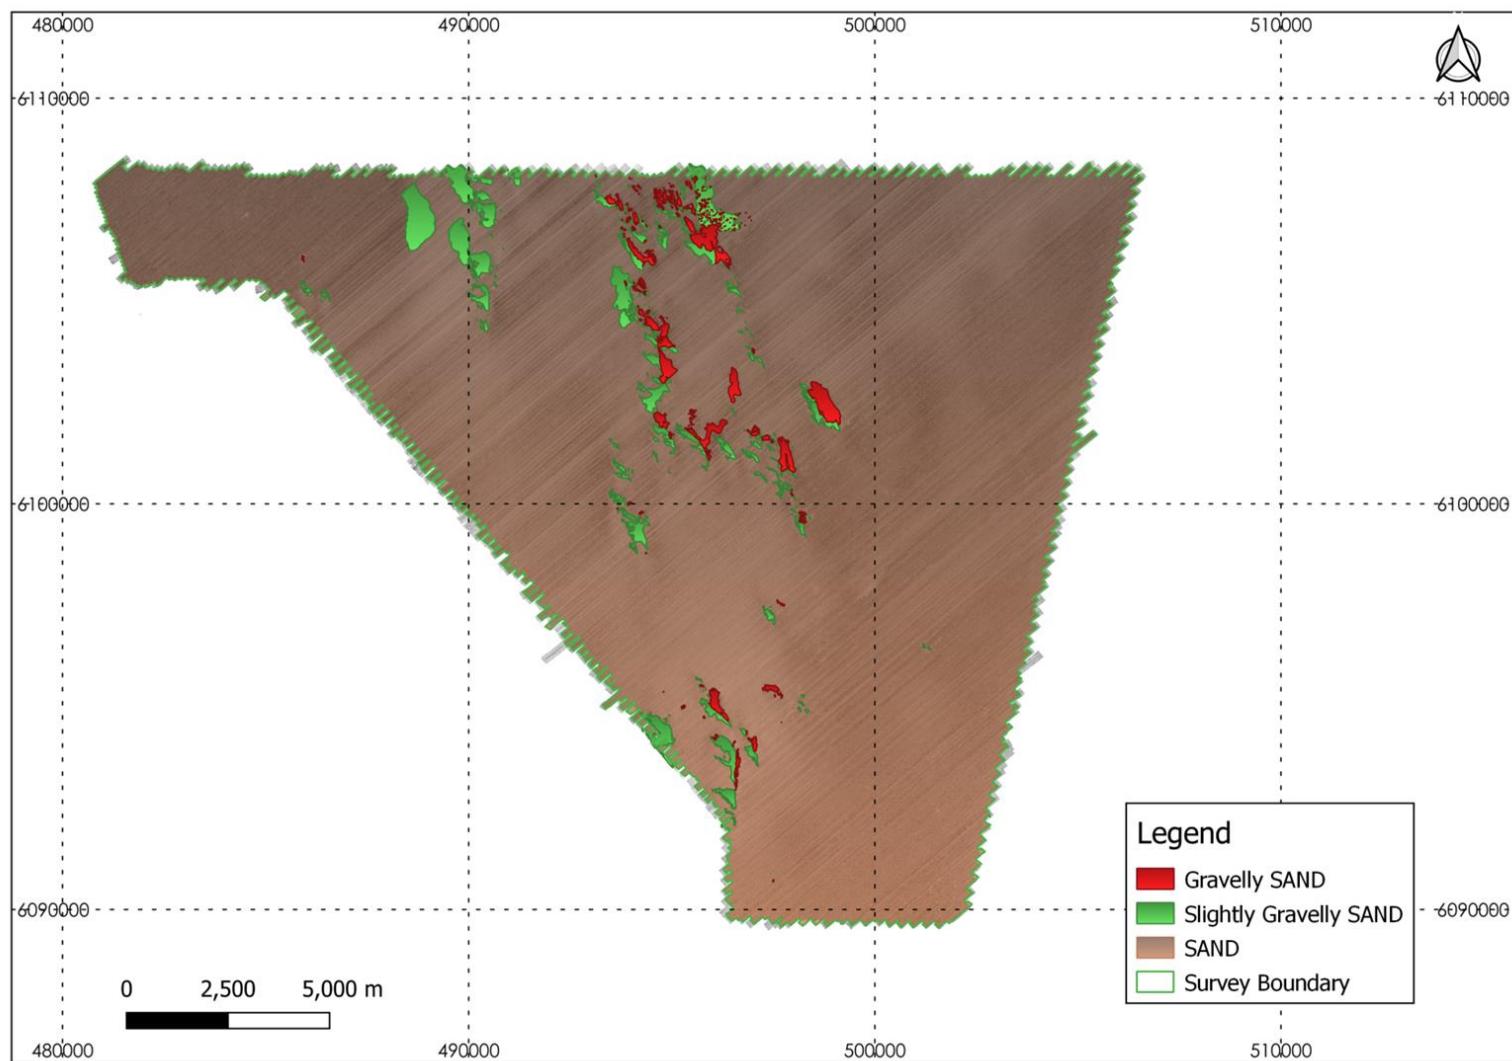 480000 490000 500000 510000
6110000 6110000
6100000 6100000
Legend
Gravelly SAND
Slightly Gravelly SAND
SAND
Survey Boundary
6090000 6090000
0 2,500 5,000 m
480000 490000 500000 510000